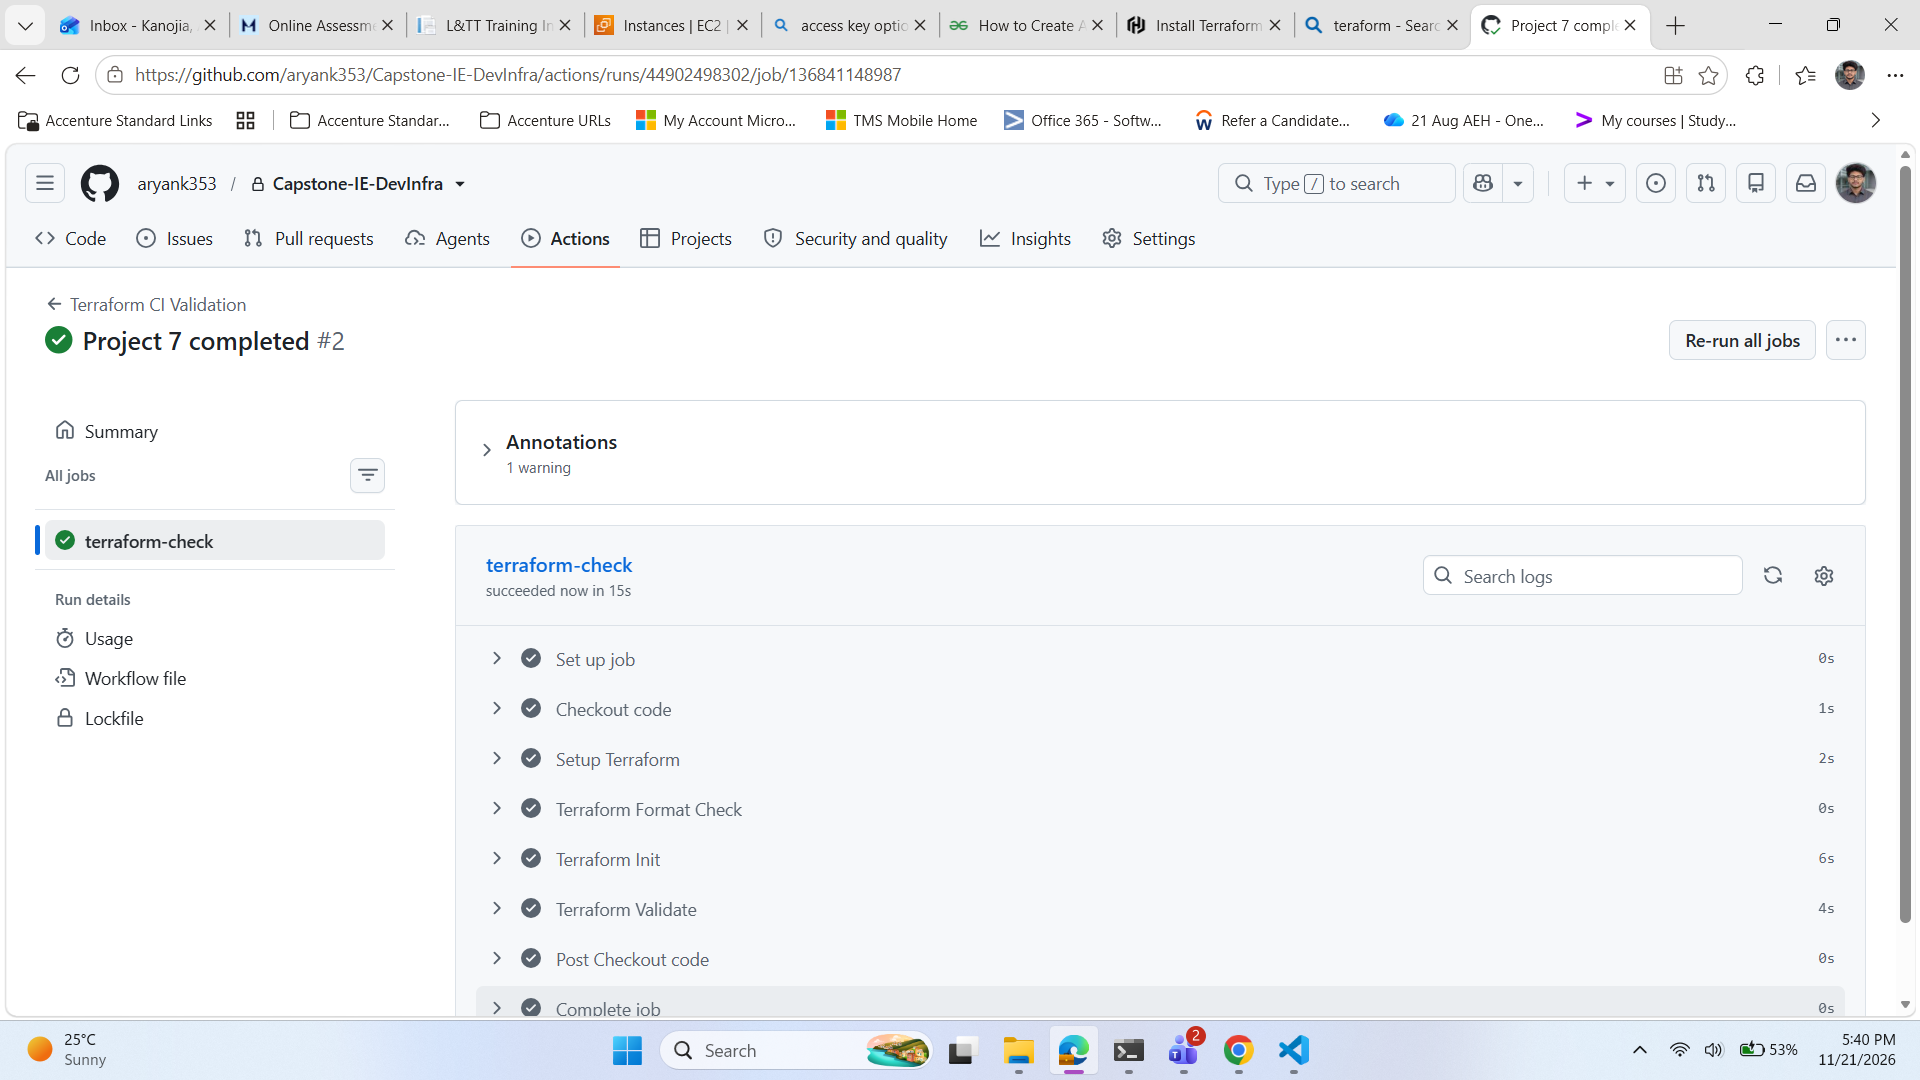 Inbox - Kanojia,
Online Assessme
L&TT Training In
Instances | EC2 |
access key optio
How to Create A
Install Terraform
teraform - Searc
Project 7 comple
https://github.com/aryank353/Capstone-IE-DevInfra/actions/runs/44902498302/job/136841148987
Accenture Standard Links
Accenture Standar...
Accenture URLs
My Account Micro...
TMS Mobile Home
Office 365 - Softw...
Refer a Candidate...
21 Aug AEH - One...
My courses | Study...
aryank353 / Capstone-IE-DevInfra
Type / to search
Code
Issues
Pull requests
Agents
Actions
Projects
Security and quality
Insights
Settings
Terraform CI Validation
Project 7 completed #2
Re-run all jobs
Summary
All jobs
terraform-check
Run details
Usage
Workflow file
Lockfile
Annotations
1 warning
terraform-check
succeeded now in 15s
Search logs
Set up job 0s
Checkout code 1s
Setup Terraform 2s
Terraform Format Check 0s
Terraform Init 6s
Terraform Validate 4s
Post Checkout code 0s
Complete job 0s
25°C
Sunny
Search
2
53%
5:40 PM
11/21/2026